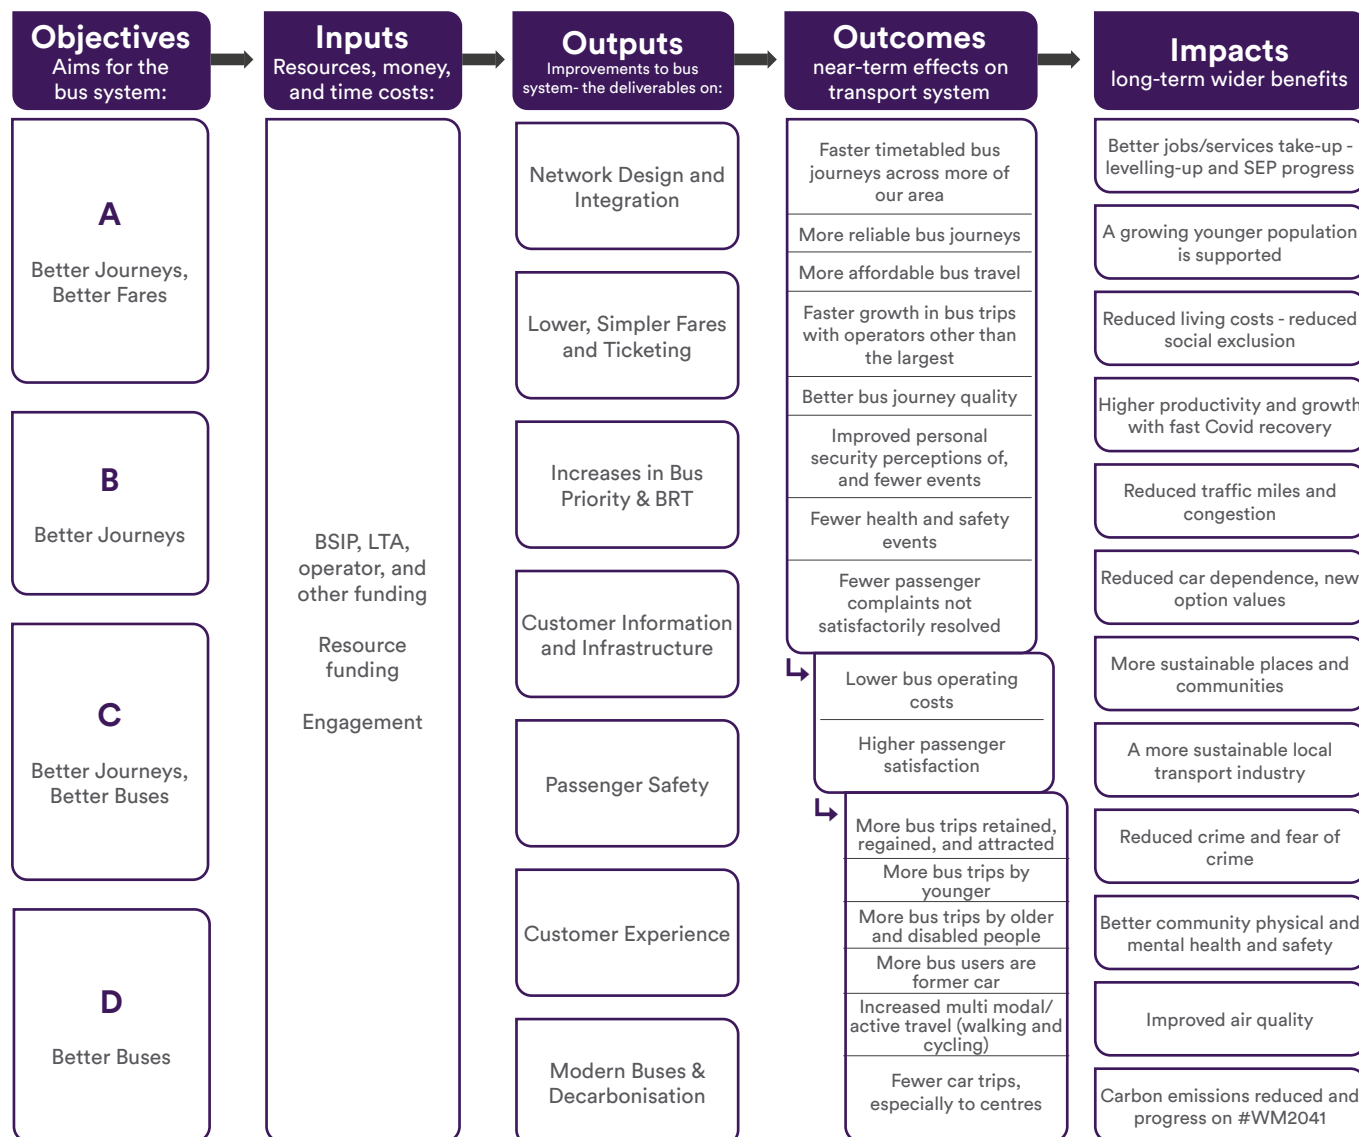 Objectives
Aims for the
bus system:
Inputs
Resources, money,
and time costs:
Outputs
Improvements to bus
system- the deliverables on:
Outcomes
near-term effects on
transport system
Impacts
long-term wider benefits
A
Better Journeys,
Better Fares
B
Better Journeys
C
Better Journeys,
Better Buses
D
Better Buses
BSIP, LTA,
operator, and
other funding
Resource
funding
Engagement
Network Design and
Integration
Lower, Simpler Fares
and Ticketing
Increases in Bus
Priority & BRT
Customer Information
and Infrastructure
Passenger Safety
Customer Experience
Modern Buses &
Decarbonisation
Faster timetabled bus
journeys across more of
our area
More reliable bus journeys
More affordable bus travel
Faster growth in bus trips
with operators other than
the largest
Better bus journey quality
Improved personal
security perceptions of,
and fewer events
Fewer health and safety
events
Fewer passenger
complaints not
satisfactorily resolved
Lower bus operating
costs
Higher passenger
satisfaction
More bus trips retained,
regained, and attracted
More bus trips by
younger
More bus trips by older
and disabled people
More bus users are
former car
Increased multi modal/
active travel (walking and
cycling)
Fewer car trips,
especially to centres
Better jobs/services take-up -
levelling-up and SEP progress
A growing younger population
is supported
Reduced living costs - reduced
social exclusion
Higher productivity and growth
with fast Covid recovery
Reduced traffic miles and
congestion
Reduced car dependence, new
option values
More sustainable places and
communities
A more sustainable local
transport industry
Reduced crime and fear of
crime
Better community physical and
mental health and safety
Improved air quality
Carbon emissions reduced and
progress on #WM2041